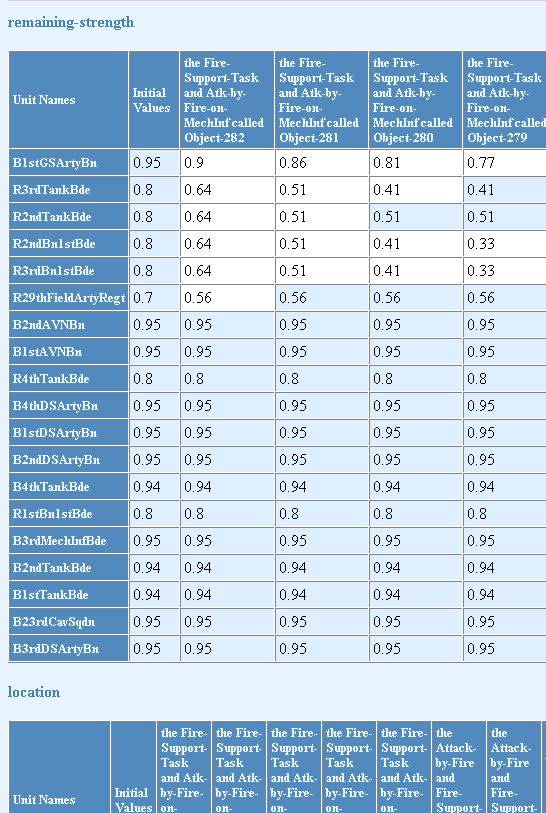 remaining-strength
Unit Names
Initial Values
the Fire-Support-Task and Atk-by-Fire-on-MechInf called Object-282
the Fire-Support-Task and Atk-by-Fire-on-MechInf called Object-281
the Fire-Support-Task and Atk-by-Fire-on-MechInf called Object-280
the Fire-Support-Task and Atk-by-Fire-on-MechInf called Object-279
B1stGSArtyBn 0.95 0.9 0.86 0.81 0.77
R3rdTankBde 0.8 0.64 0.51 0.41 0.41
R2ndTankBde 0.8 0.64 0.51 0.51 0.51
R2ndBn1stBde 0.8 0.64 0.51 0.41 0.33
R3rdBn1stBde 0.8 0.64 0.51 0.41 0.33
R29thFieldArtyRegt 0.7 0.56 0.56 0.56 0.56
B2ndAVNBn 0.95 0.95 0.95 0.95 0.95
B1stAVNBn 0.95 0.95 0.95 0.95 0.95
R4thTankBde 0.8 0.8 0.8 0.8 0.8
B4thDSArtyBn 0.95 0.95 0.95 0.95 0.95
B1stDSArtyBn 0.95 0.95 0.95 0.95 0.95
B2ndDSArtyBn 0.95 0.95 0.95 0.95 0.95
B4thTankBde 0.94 0.94 0.94 0.94 0.94
R1stBn1stBde 0.8 0.8 0.8 0.8 0.8
B3rdMechInfBde 0.95 0.95 0.95 0.95 0.95
B2ndTankBde 0.94 0.94 0.94 0.94 0.94
B1stTankBde 0.94 0.94 0.94 0.94 0.94
B23rdCavSqdn 0.95 0.95 0.95 0.95 0.95
B3rdDSArtyBn 0.95 0.95 0.95 0.95 0.95
location
Unit Names
Initial Values
the Fire-Support-Task and Atk-by-Fire-on-
the Fire-Support-Task and Atk-by-Fire-on-
the Fire-Support-Task and Atk-by-Fire-on-
the Fire-Support-Task and Atk-by-Fire-on-
the Fire-Support-Task and Atk-by-Fire-on-
the Attack-by-Fire and Fire-Support-
the Attack-by-Fire and Fire-Support-